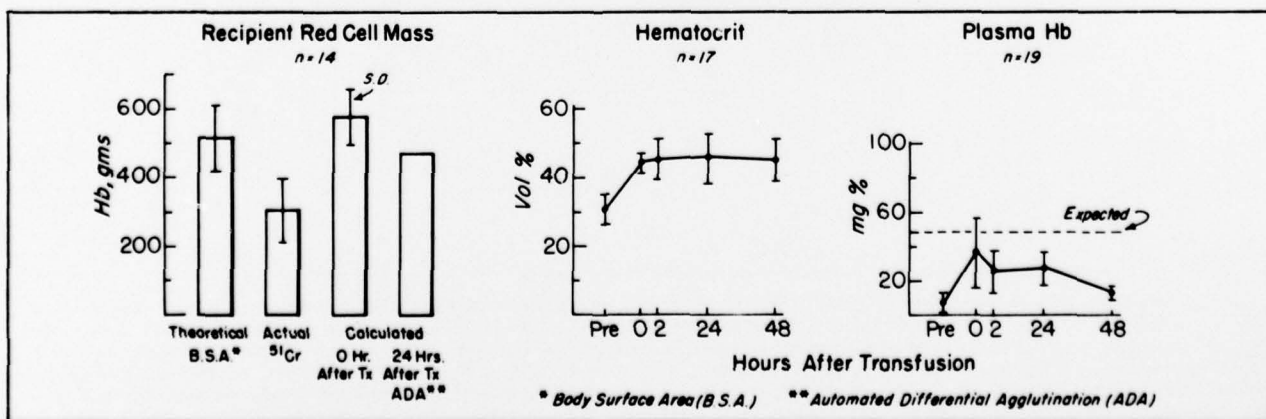 Recipient Red Cell Mass
n=14
Hb, gms
600
400
200
S.D.
Theoretical
B.S.A.*
Actual
51Cr
Calculated
0 Hr.
After Tx
24 Hrs.
After Tx
ADA**
Hematocrit
n=17
Vol %
60
40
20
Pre 0 2 24 48
Plasma Hb
n=19
mg %
100
60
20
Expected
Pre 0 2 24 48
Hours After Transfusion
* Body Surface Area (B.S.A.) ** Automated Differential Agglutination (ADA)